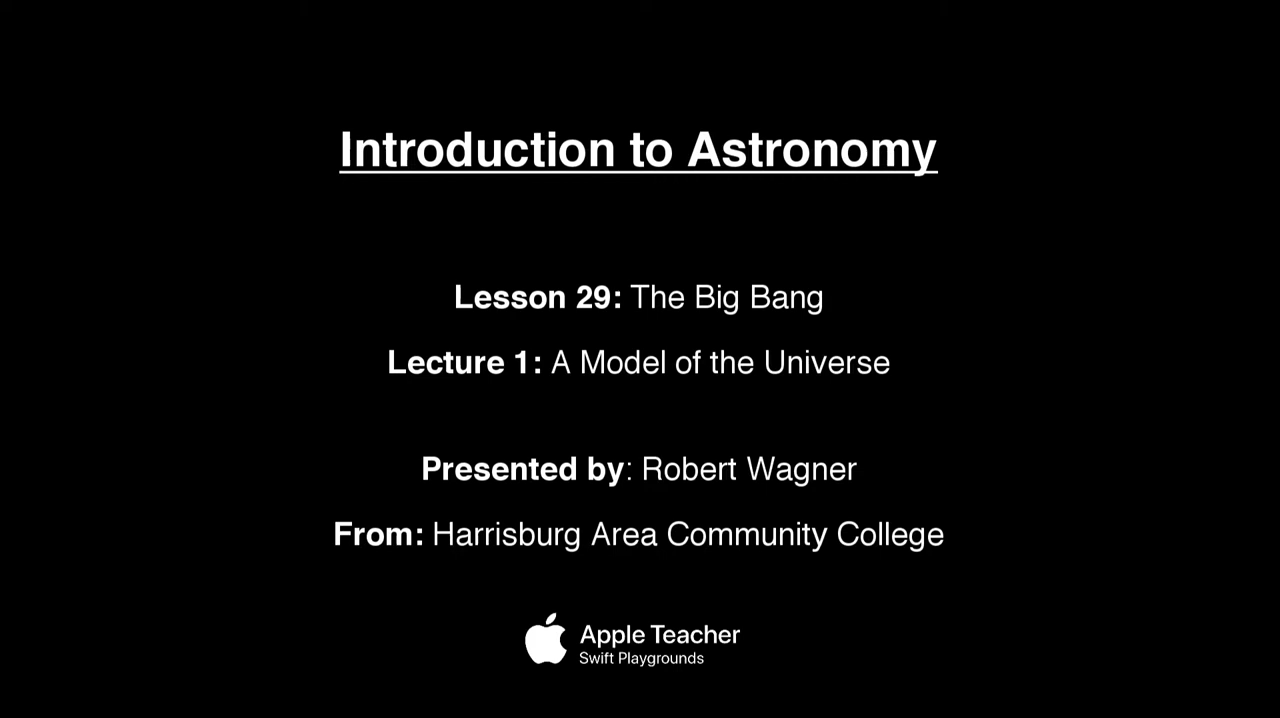 Introduction to Astronomy
Lesson 29: The Big Bang
Lecture 1: A Model of the Universe
Presented by: Robert Wagner
From: Harrisburg Area Community College
Apple Teacher
Swift Playgrounds